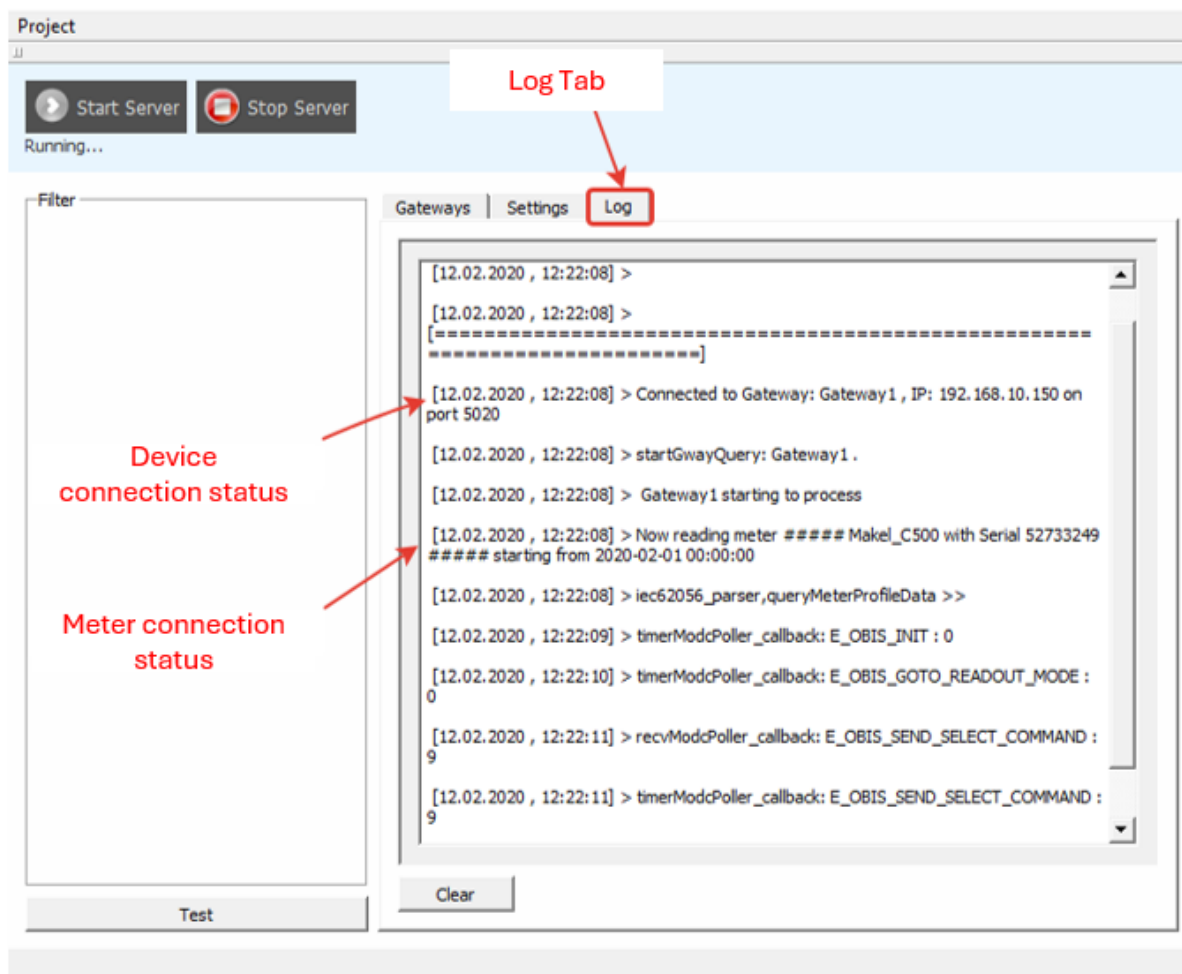 Project
Log Tab
Start Server
Stop Server
Running...
Filter
Gateways
Settings
Log
[12.02.2020 , 12:22:08] >
[12.02.2020 , 12:22:08] >
[======================================================
======================]
[12.02.2020 , 12:22:08] > Connected to Gateway: Gateway1 , IP: 192.168.10.150 on
port 5020
Device
connection status
[12.02.2020 , 12:22:08] > startGwayQuery: Gateway1 .
[12.02.2020 , 12:22:08] >  Gateway1 starting to process
[12.02.2020 , 12:22:08] > Now reading meter ##### Makel_C500 with Serial 52733249
##### starting from 2020-02-01 00:00:00
Meter connection
status
[12.02.2020 , 12:22:08] > iec62056_parser,queryMeterProfileData >>
[12.02.2020 , 12:22:09] > timerModcPoller_callback: E_OBIS_INIT : 0
[12.02.2020 , 12:22:10] > timerModcPoller_callback: E_OBIS_GOTO_READOUT_MODE :
0
[12.02.2020 , 12:22:11] > recvModcPoller_callback: E_OBIS_SEND_SELECT_COMMAND :
9
[12.02.2020 , 12:22:11] > timerModcPoller_callback: E_OBIS_SEND_SELECT_COMMAND :
9
Clear
Test